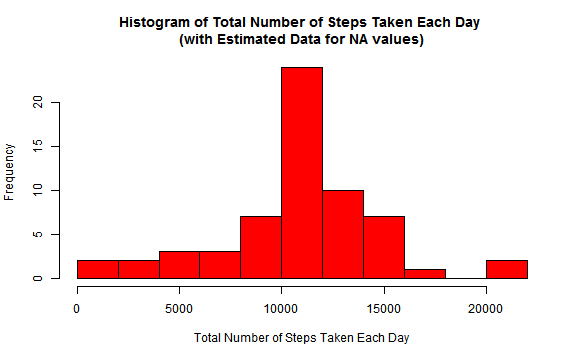 Histogram of Total Number of Steps Taken Each Day
(with Estimated Data for NA values)
Frequency
20
15
10
5
0
0 5000 10000 15000 20000
Total Number of Steps Taken Each Day